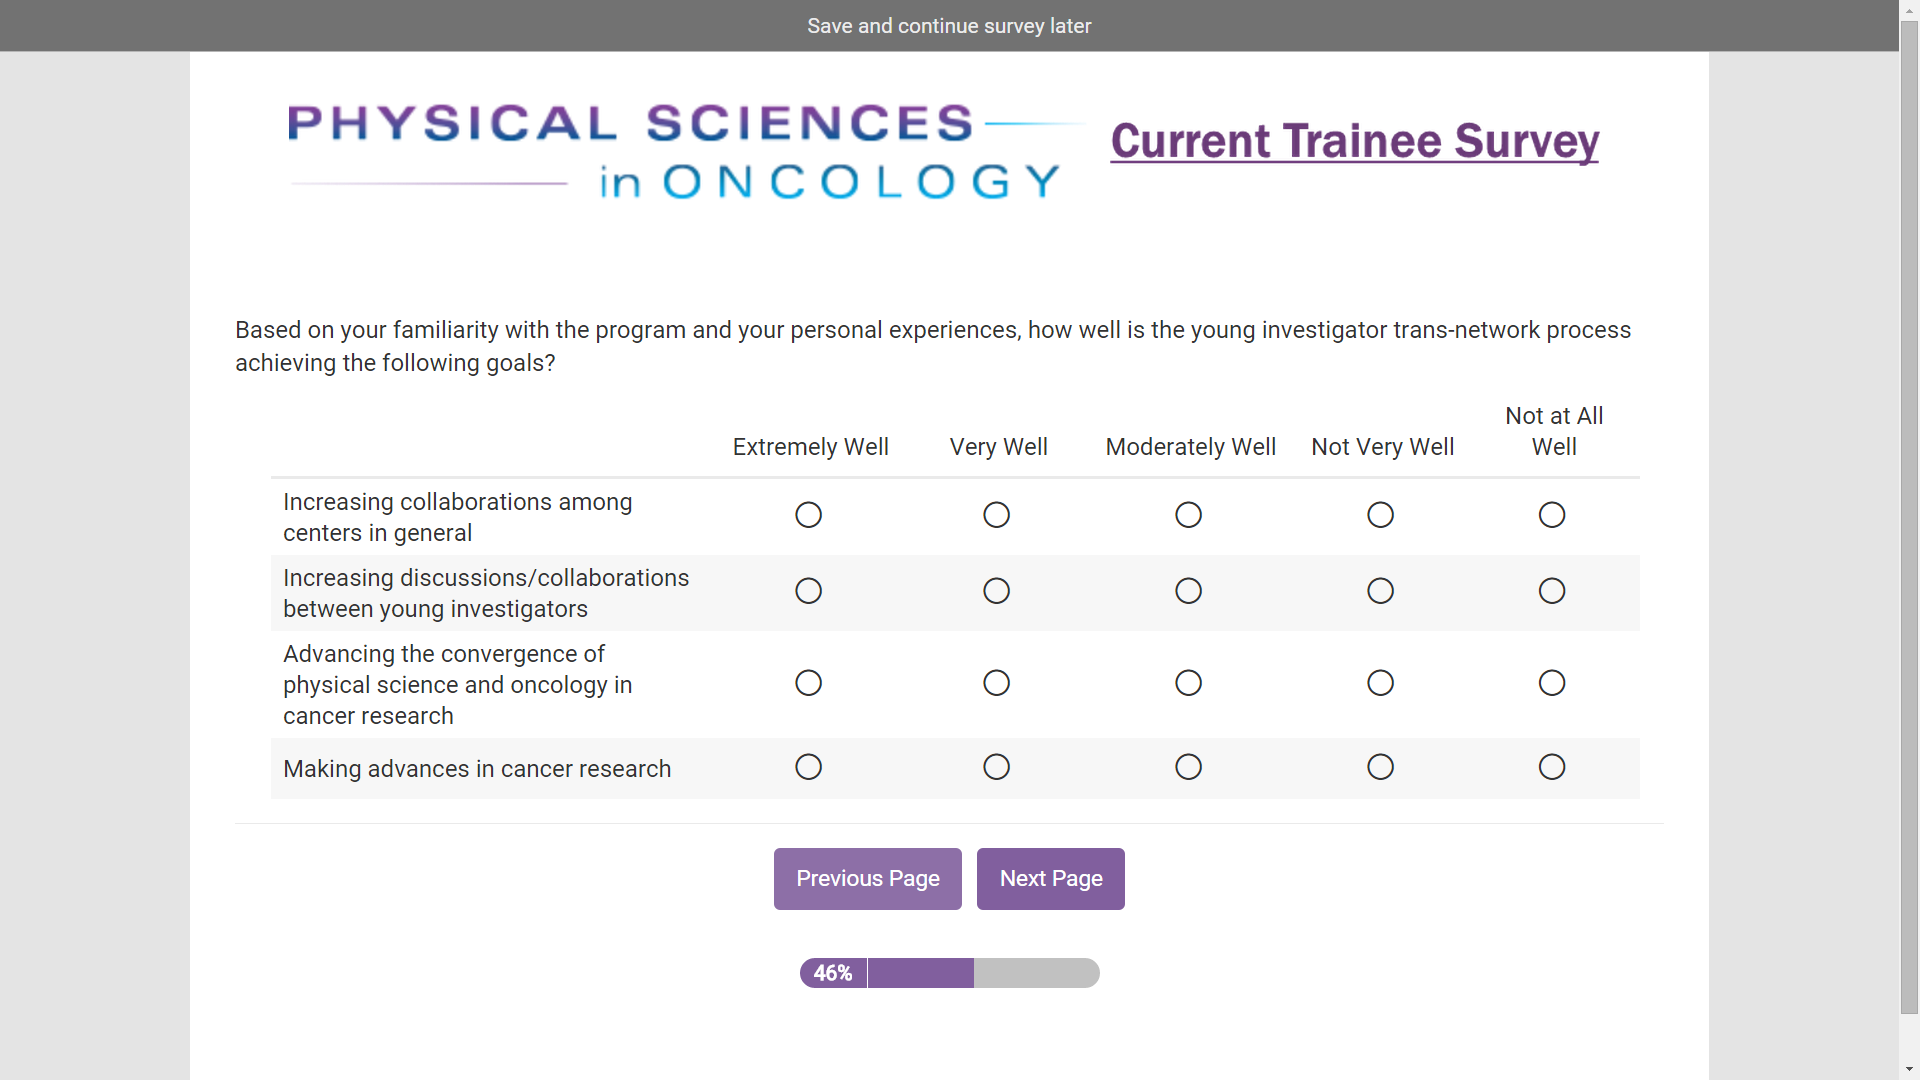 Save and continue survey later
PHYSICAL SCIENCES
in ONCOLOGY
Current Trainee Survey
Based on your familiarity with the program and your personal experiences, how well is the young investigator trans-network process
achieving the following goals?
Extremely Well
Very Well
Moderately Well
Not Very Well
Not at All
Well
Increasing collaborations among
centers in general
Increasing discussions/collaborations
between young investigators
Advancing the convergence of
physical science and oncology in
cancer research
Making advances in cancer research
Previous Page
Next Page
46%